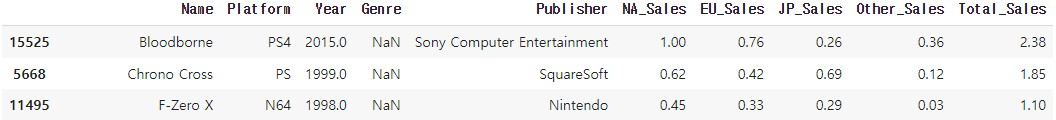 Name Platform Year Genre Publisher NA_Sales EU_Sales JP_Sales Other_Sales Total_Sales
15525 Bloodborne PS4 2015.0 NaN Sony Computer Entertainment 1.00 0.76 0.26 0.36 2.38
5668 Chrono Cross PS 1999.0 NaN SquareSoft 0.62 0.42 0.69 0.12 1.85
11495 F-Zero X N64 1998.0 NaN Nintendo 0.45 0.33 0.29 0.03 1.10